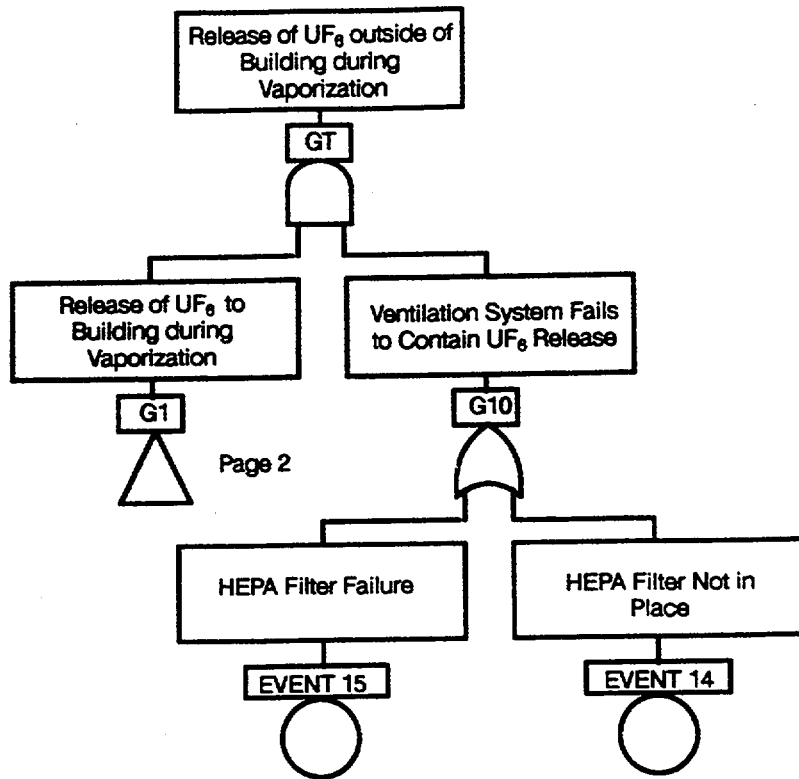 Release of UF₆ outside of
Building during
Vaporization
GT
Release of UF₆ to
Building during
Vaporization
Ventilation System Fails
to Contain UF₆ Release
G1
G10
Page 2
HEPA Filter Failure
HEPA Filter Not in
Place
EVENT 15
EVENT 14